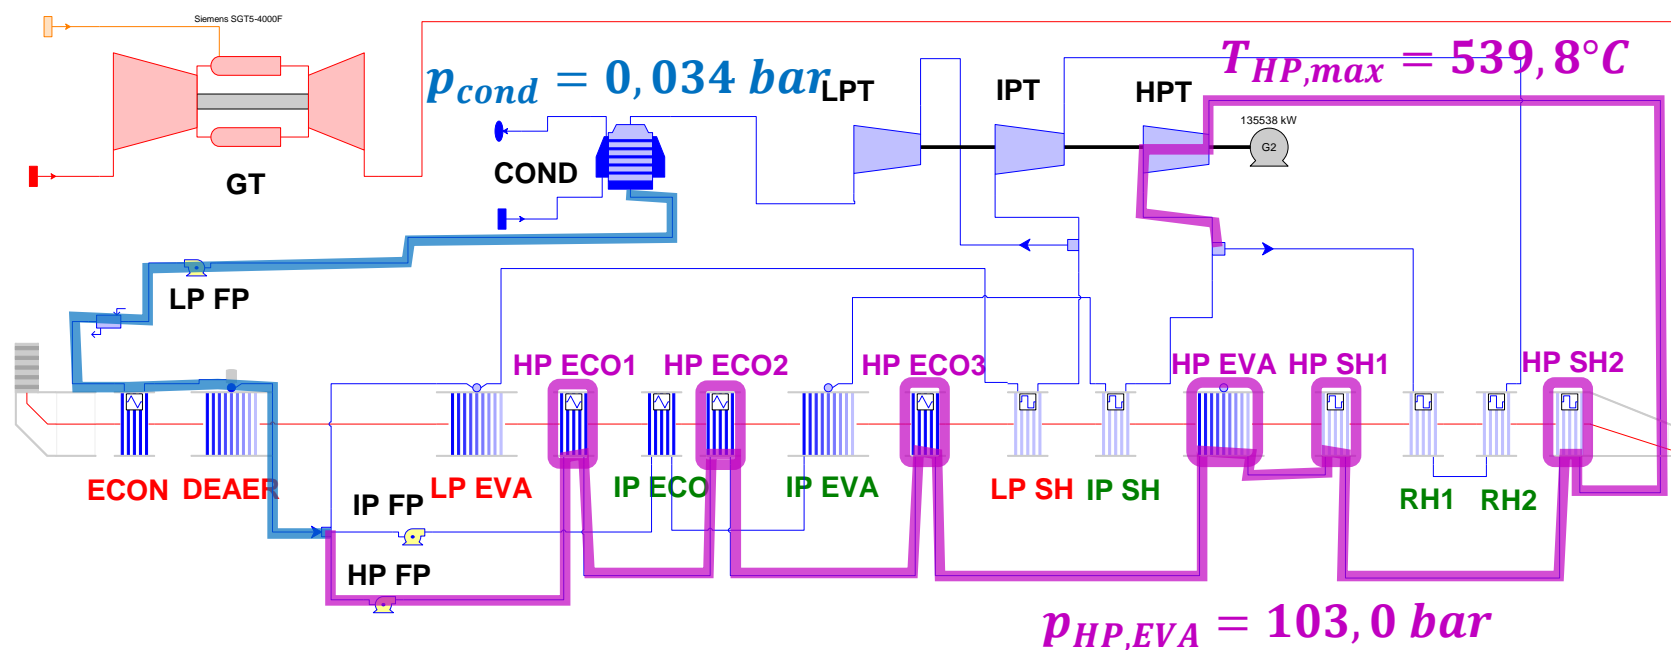 Siemens SGT5-4000F
p_cond = 0,034 bar
T_HP,max = 539,8°C
LPT
IPT
HPT
135538 kW
G2
COND
GT
LP FP
HP ECO1
HP ECO2
HP ECO3
HP EVA
HP SH1
HP SH2
ECON
DEAER
LP EVA
IP ECO
IP EVA
LP SH
IP SH
RH1
RH2
IP FP
HP FP
p_HP,EVA = 103,0 bar